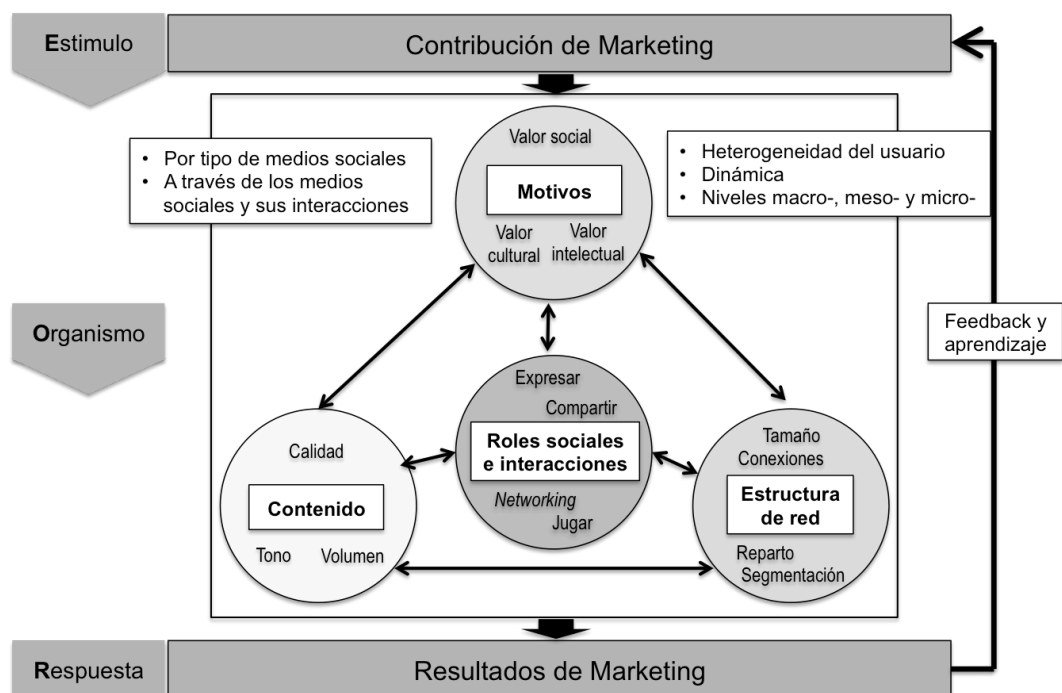 Estimulo
Contribución de Marketing
• Por tipo de medios sociales
• A través de los medios
sociales y sus interacciones
Valor social
Motivos
Valor
cultural
Valor
intelectual
• Heterogeneidad del usuario
• Dinámica
• Niveles macro-, meso- y micro-
Organismo
Feedback y
aprendizaje
Expresar
Compartir
Roles sociales
e interacciones
Networking
Jugar
Calidad
Contenido
Tono
Volumen
Tamaño
Conexiones
Estructura
de red
Reparto
Segmentación
Respuesta
Resultados de Marketing